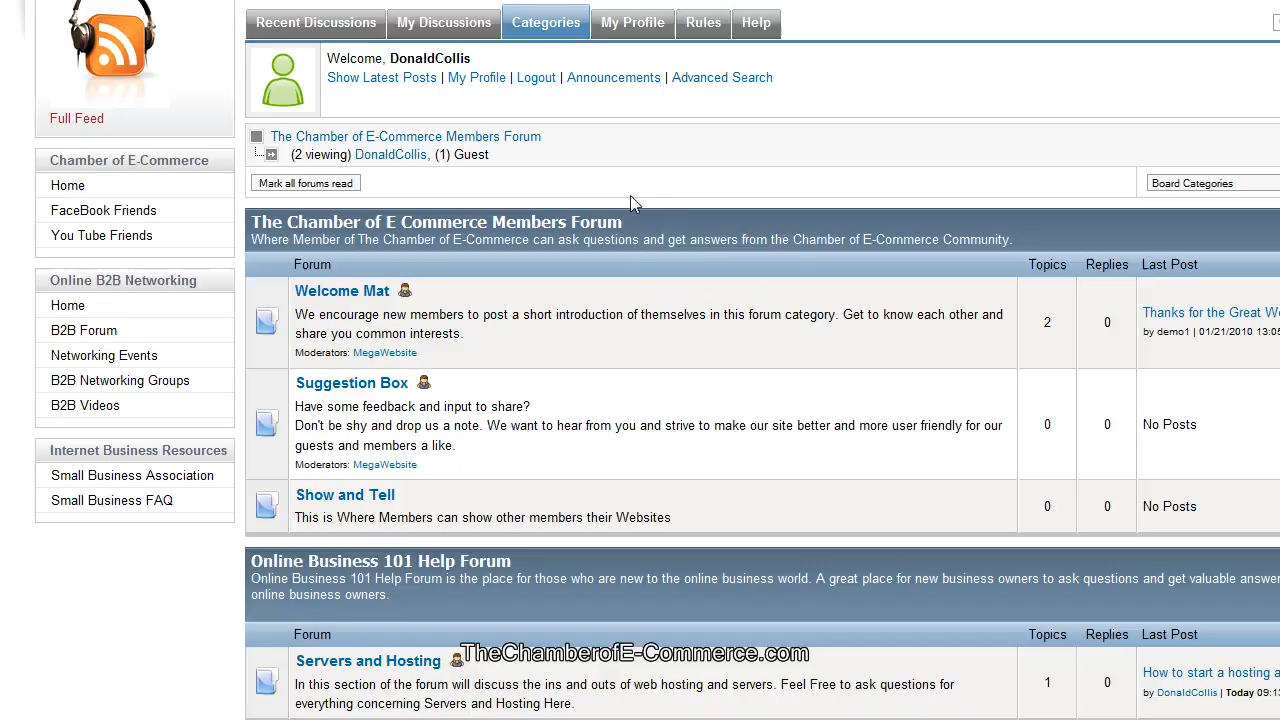 Recent Discussions My Discussions Categories My Profile Rules Help
Welcome, DonaldCollis
Show Latest Posts | My Profile | Logout | Announcements | Advanced Search
Full Feed
The Chamber of E-Commerce Members Forum
(2 viewing) DonaldCollis, (1) Guest
Mark all forums read Board Categories
Chamber of E-Commerce
Home
FaceBook Friends
You Tube Friends
Online B2B Networking
Home
B2B Forum
Networking Events
B2B Networking Groups
B2B Videos
Internet Business Resources
Small Business Association
Small Business FAQ
The Chamber of E Commerce Members Forum
Where Member of The Chamber of E-Commerce can ask questions and get answers from the Chamber of E-Commerce Community.
Forum Topics Replies Last Post
Welcome Mat
We encourage new members to post a short introduction of themselves in this forum category. Get to know each other and
share you common interests.
Moderators: MegaWebsite
2 0
Thanks for the Great We
by demo1 | 01/21/2010 13:05
Suggestion Box
Have some feedback and input to share?
Don't be shy and drop us a note. We want to hear from you and strive to make our site better and more user friendly for our
guests and members a like.
Moderators: MegaWebsite
0 0 No Posts
Show and Tell
This is Where Members can show other members their Websites
0 0 No Posts
Online Business 101 Help Forum
Online Business 101 Help Forum is the place for those who are new to the online business world. A great place for new business owners to ask questions and get valuable answer
online business owners.
Forum Topics Replies Last Post
Servers and Hosting
In this section of the forum will discuss the ins and outs of web hosting and servers. Feel Free to ask questions for
everything concerning Servers and Hosting Here.
1 0
How to start a hosting a
by DonaldCollis | Today 09:13
TheChamberofE-Commerce.com